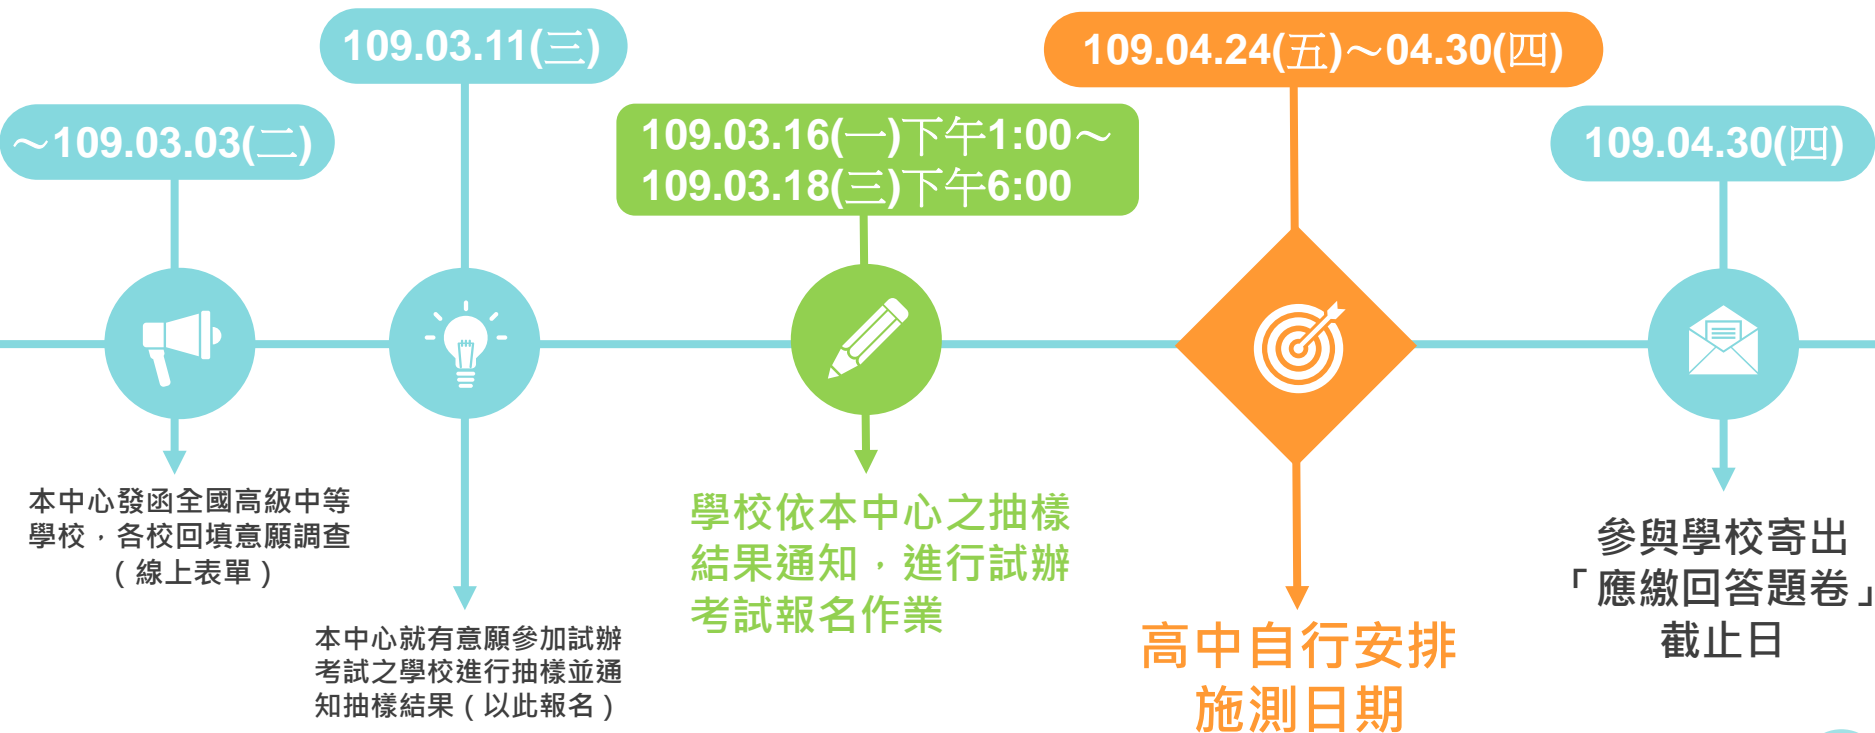 ～109.03.03(二)
本中心發函全國高級中等
學校，各校回填意願調查
（線上表單）
109.03.11(三)
本中心就有意願參加試辦
考試之學校進行抽樣並通
知抽樣結果（以此報名）
109.03.16(一)下午1:00～
109.03.18(三)下午6:00
學校依本中心之抽樣
結果通知，進行試辦
考試報名作業
109.04.24(五)～04.30(四)
高中自行安排
施測日期
109.04.30(四)
參與學校寄出
「應繳回答題卷」
截止日